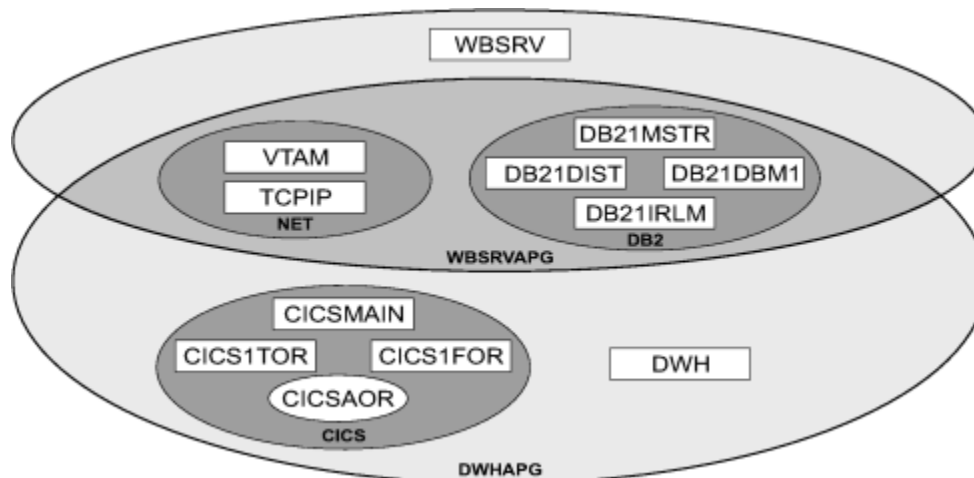 WBSRV
VTAM
TCPIP
NET
DB21MSTR
DB21DIST
DB21DBM1
DB21IRLM
DB2
WBSRVAPG
CICSMAIN
CICS1TOR
CICS1FOR
CICSAOR
CICS
DWH
DWHAPG